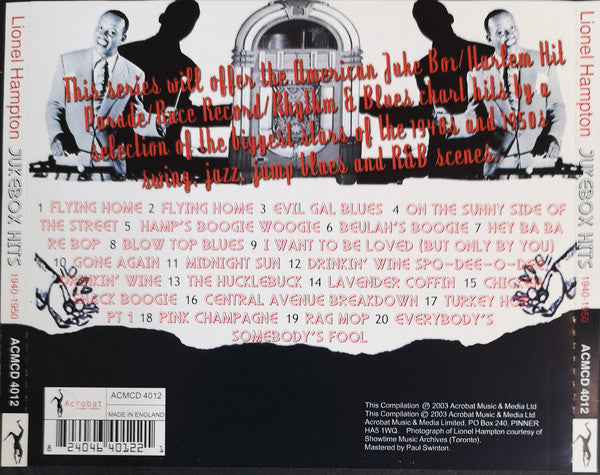 Lionel Hampton JUKEBOX HITS 1940-1950 ACMCD 4012
This series will offer the American Juke Box/Harlem Hit
Parade/Race Record/Rhythm & Blues chart hits by a
selection of the biggest stars of the 1940s and 1950s
swing, jazz, jump blues and R&B scenes.
1 FLYING HOME 2 FLYING HOME 3 EVIL GAL BLUES 4 ON THE SUNNY SIDE OF
THE STREET 5 HAMP'S BOOGIE WOOGIE 6 BEULAH'S BOOGIE 7 HEY BA BA
RE BOP 8 BLOW TOP BLUES 9 I WANT TO BE LOVED (BUT ONLY BY YOU)
10 GONE AGAIN 11 MIDNIGHT SUN 12 DRINKIN' WINE SPO-DEE-O-DEE
DRINKIN' WINE 13 THE HUCKLEBUCK 14 LAVENDER COFFIN 15 CHICKEN
SHACK BOOGIE 16 CENTRAL AVENUE BREAKDOWN 17 TURKEY HOP
PT 1 18 PINK CHAMPAGNE 19 RAG MOP 20 EVERYBODY'S
SOMEBODY'S FOOL
Acrobat
ACMCD 4012
MADE IN ENGLAND
8 24046 40122 1
This Compilation ℗ 2003 Acrobat Music & Media Ltd
This Compilation © 2003 Acrobat Music & Media Ltd.
Acrobat Music & Media Limited, PO Box 240, PINNER
HA5 1WQ. Photograph of Lionel Hampton courtesy of
Showtime Music Archives (Toronto).
Mastered by Paul Swinton.
Lionel Hampton JUKEBOX HITS 1940-1950 ACMCD 4012